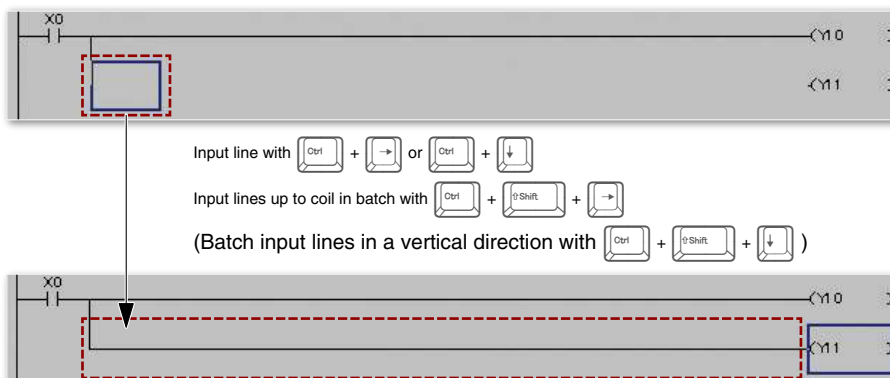 X0
(Y10
(Y11
Input line with Ctrl + → or Ctrl + ↓
Input lines up to coil in batch with Ctrl + ⇧Shift + →
(Batch input lines in a vertical direction with Ctrl + ⇧Shift + ↓ )
X0
(Y10
(Y11